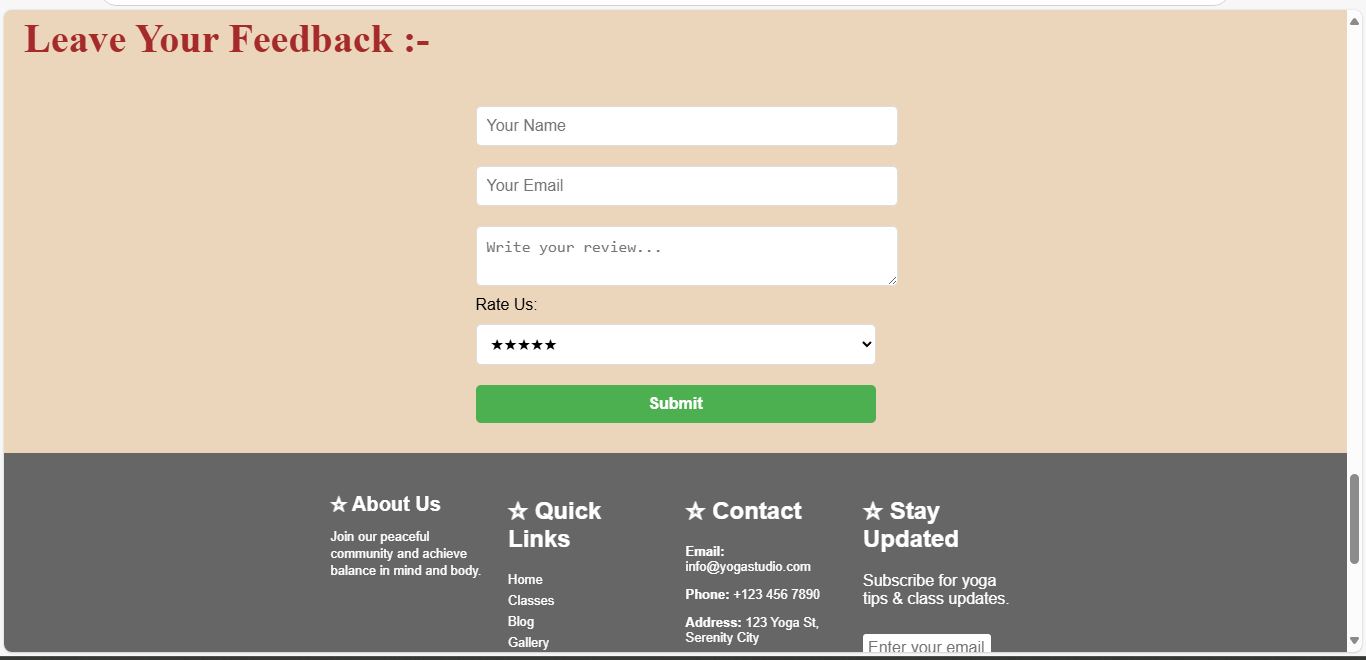 Leave Your Feedback :-
Your Name
Your Email
Write your review...
Rate Us:
★★★★★
Submit
☆ About Us
Join our peaceful
community and achieve
balance in mind and body.
☆ Quick
Links
Home
Classes
Blog
Gallery
☆ Contact
Email:
info@yogastudio.com
Phone: +123 456 7890
Address: 123 Yoga St,
Serenity City
☆ Stay
Updated
Subscribe for yoga
tips & class updates.
Enter your email